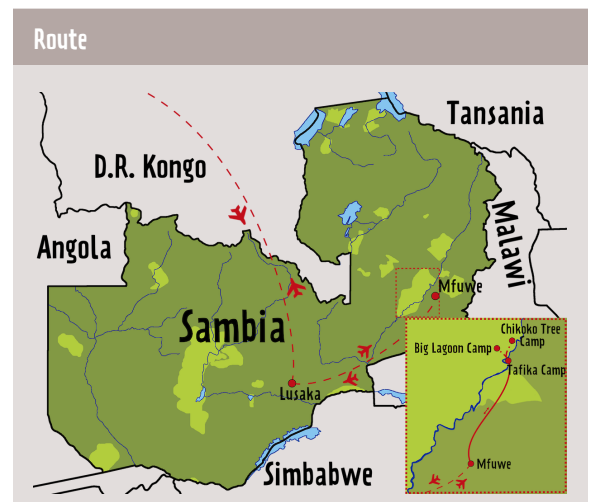 Route
Tansania
D.R. Kongo
Malawi
Angola
Mfuwe
Sambia
Chikoko Tree
Camp
Big Lagoon Camp
Tafika Camp
Lusaka
Mfuwe
Simbabwe